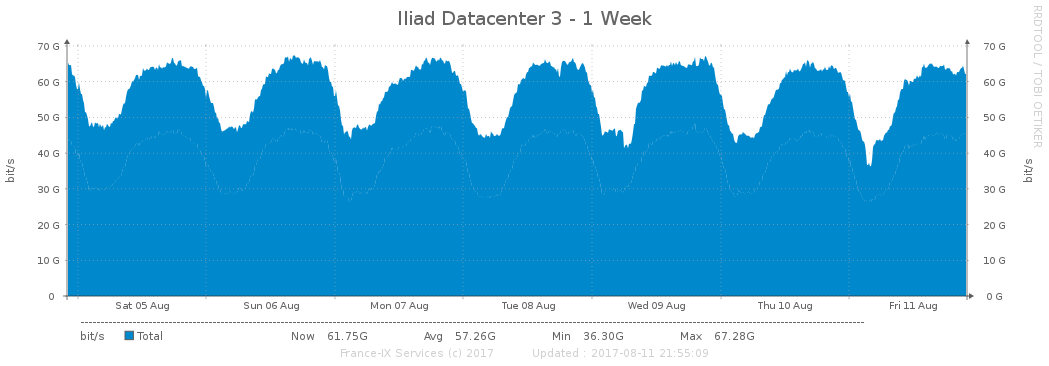 Iliad Datacenter 3 - 1 Week
RRDTOOL / TOBI OETIKER
70 G 70 G
60 G 60 G
50 G 50 G
40 G 40 G
30 G 30 G
20 G 20 G
10 G 10 G
0 0 G
bit/s bit/s
Sat 05 Aug Sun 06 Aug Mon 07 Aug Tue 08 Aug Wed 09 Aug Thu 10 Aug Fri 11 Aug
bit/s Total Now 61.75G Avg 57.26G Min 36.30G Max 67.28G
France-IX Services (c) 2017 Updated : 2017-08-11 21:55:09